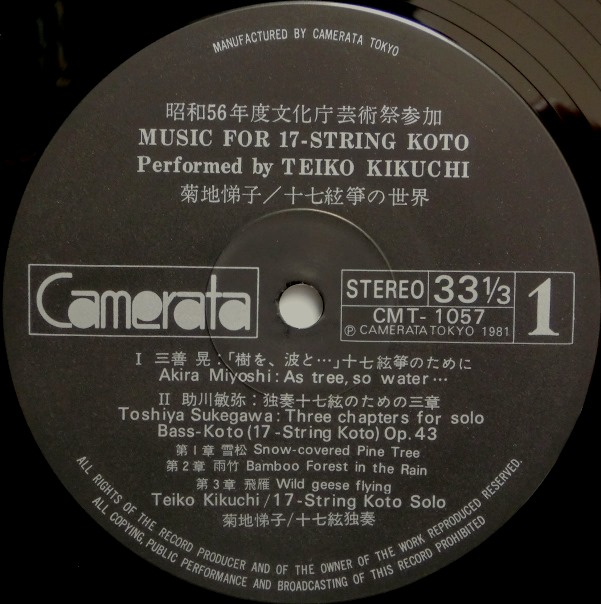 MANUFACTURED BY CAMERATA TOKYO
昭和56年度文化庁芸術祭参加
MUSIC FOR 17-STRING KOTO
Performed by TEIKO KIKUCHI
菊地悌子／十七絃箏の世界
Camerata
STEREO 33 1/3
CMT-1057
Ⓟ CAMERATA TOKYO 1981
1
Ⅰ 三善 晃：「樹を、波と…」十七絃箏のために
Akira Miyoshi: As tree, so water…
Ⅱ 助川敏弥：独奏十七絃のための三章
Toshiya Sukegawa: Three chapters for solo
Bass-Koto (17-String Koto) Op. 43
第1章 雪松 Snow-covered Pine Tree
第2章 雨竹 Bamboo Forest in the Rain
第3章 飛雁 Wild geese flying
Teiko Kikuchi / 17-String Koto Solo
菊地悌子/十七絃独奏
ALL RIGHTS OF THE RECORD PRODUCER AND OF THE OWNER OF THE WORK REPRODUCED RESERVED.
ALL COPYING, PUBLIC PERFORMANCE AND BROADCASTING OF THIS RECORD PROHIBITED